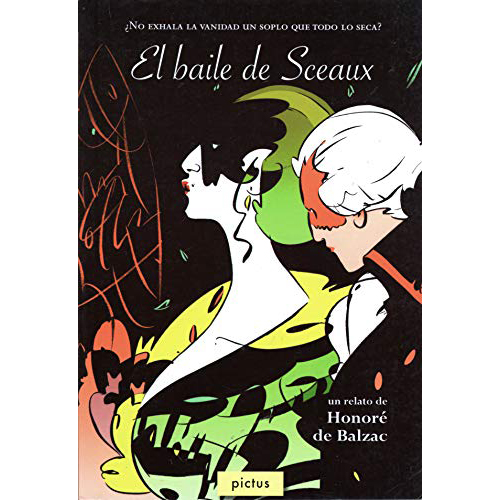 ¿NO EXHALA LA VANIDAD UN SOPLO QUE TODO LO SECA?
El baile de Sceaux
un relato de
Honoré
de Balzac
pictus